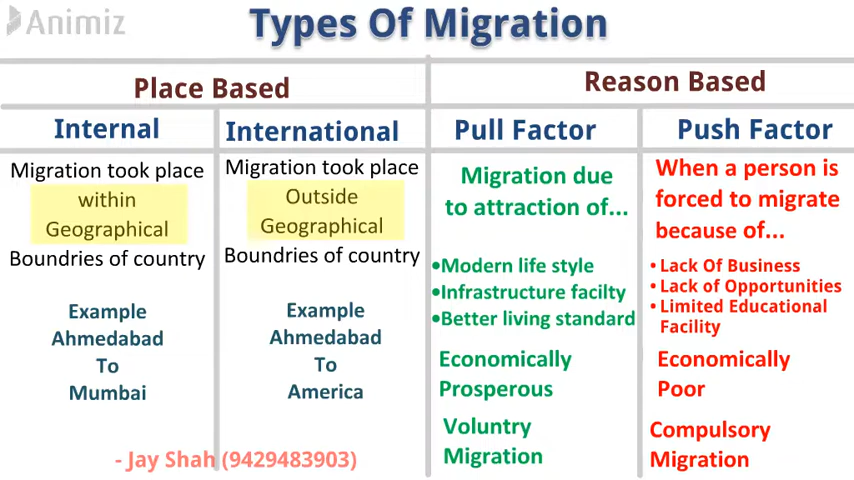 Animiz
Types Of Migration
Place Based
Reason Based
Internal
International
Pull Factor
Push Factor
Migration took place
within
Geographical
Boundries of country
Example
Ahmedabad
To
Mumbai
Migration took place
Outside
Geographical
Boundries of country
Example
Ahmedabad
To
America
Migration due
to attraction of...
•Modern life style
•Infrastructure facilty
•Better living standard
Economically
Prosperous
Voluntry
Migration
When a person is
forced to migrate
because of...
• Lack Of Business
• Lack of Opportunities
• Limited Educational
Facility
Economically
Poor
Compulsory
Migration
- Jay Shah (9429483903)